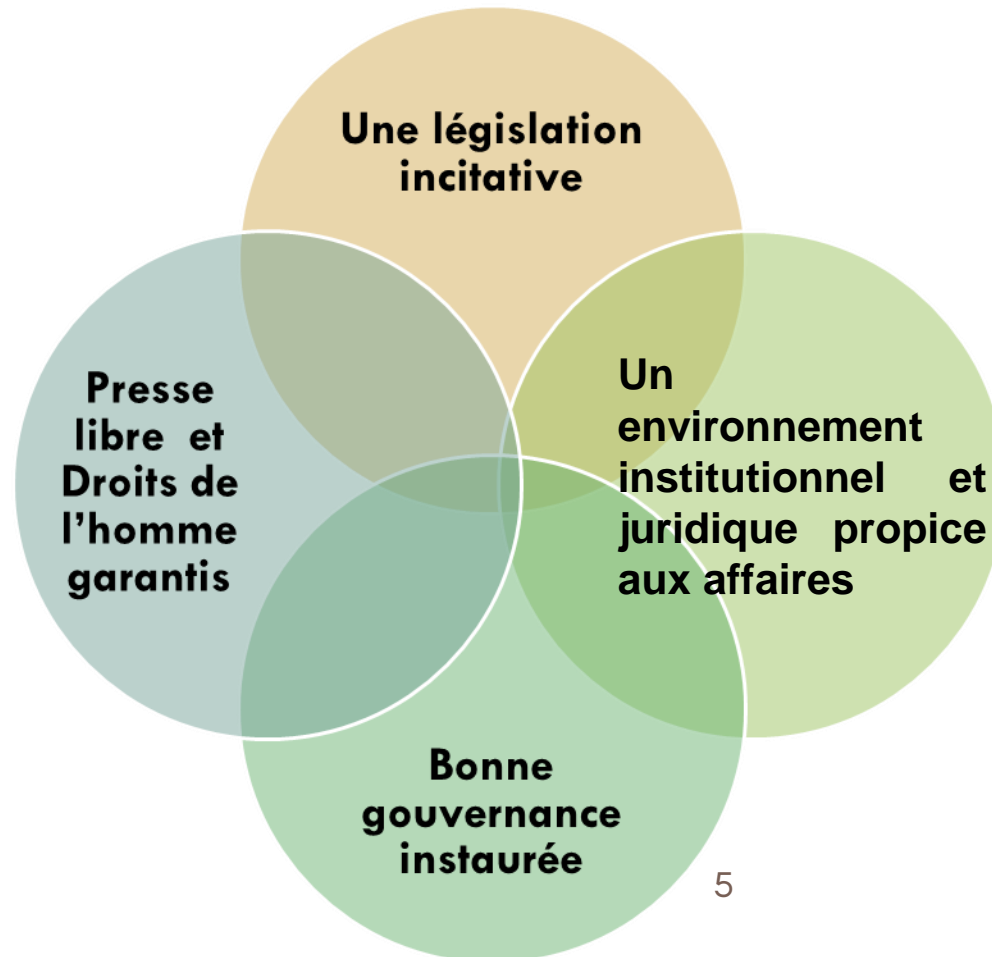 Une législation
incitative
Presse
libre et
Droits de
l'homme
garantis
Un
environnement
institutionnel et
juridique propice
aux affaires
Bonne
gouvernance
instaurée
5